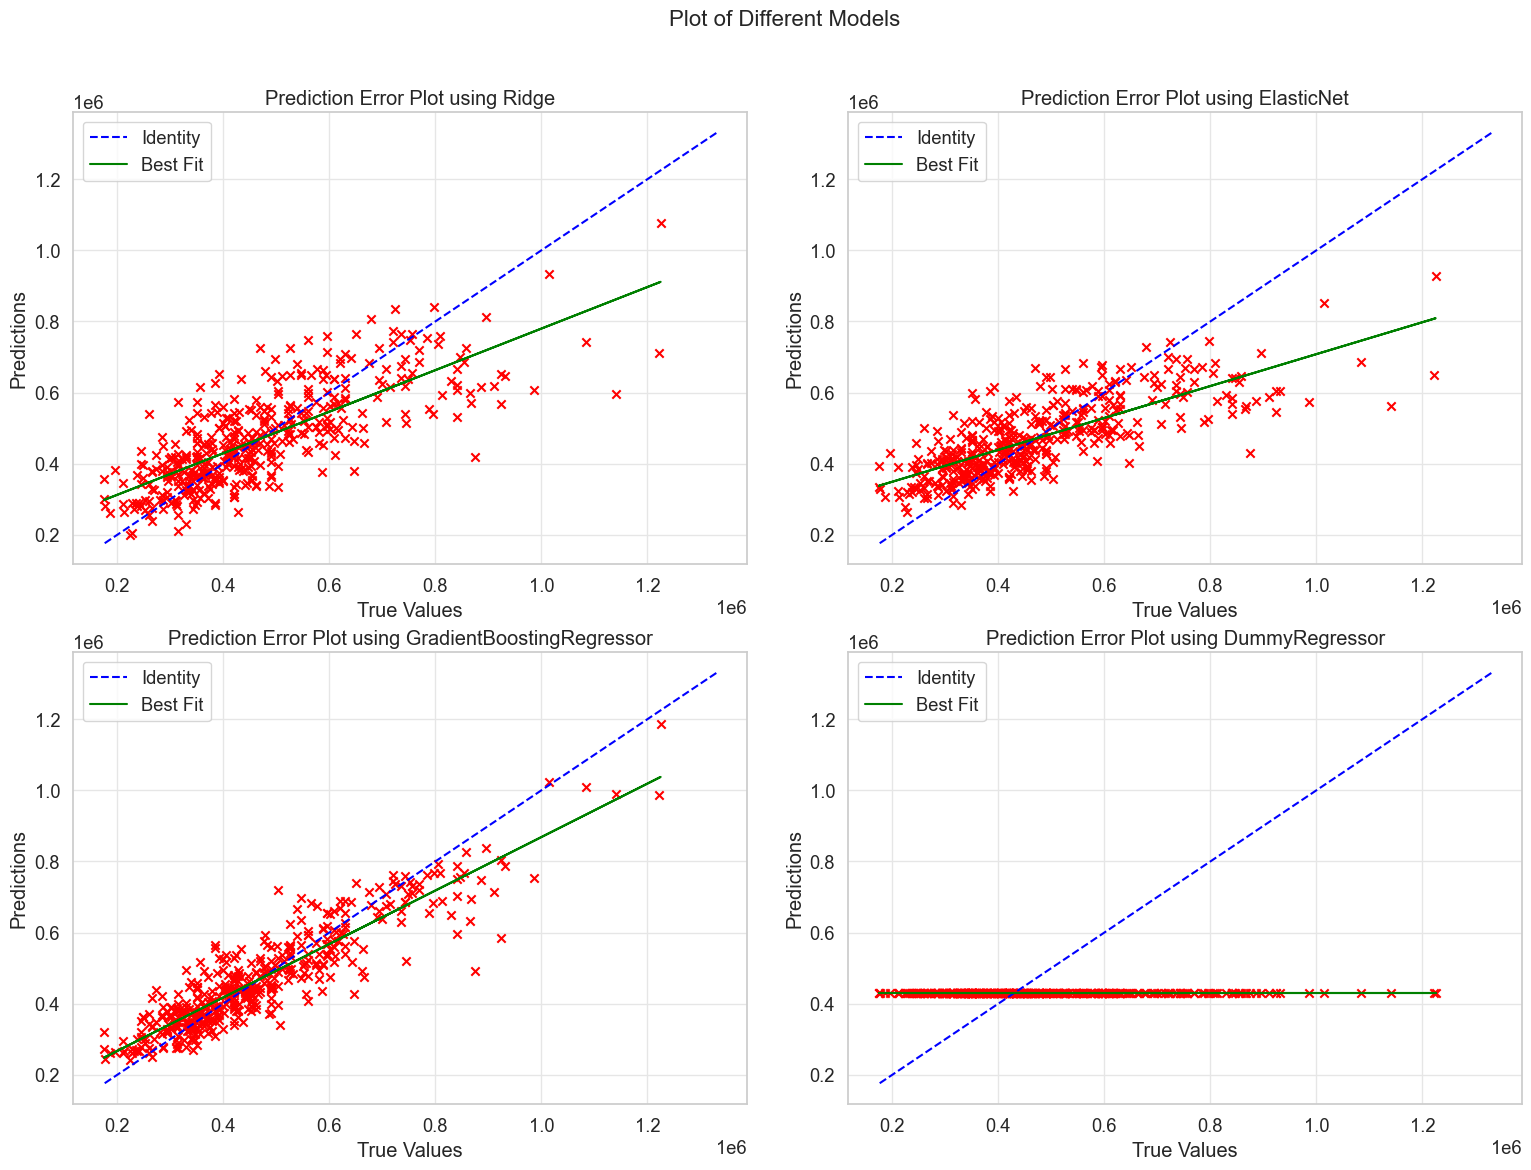 Plot of Different Models
Prediction Error Plot using Ridge
1e6
Identity
Best Fit
1.2
1.0
0.8
0.6
0.4
0.2
Predictions
0.2 0.4 0.6 0.8 1.0 1.2
True Values
1e6
Prediction Error Plot using ElasticNet
1e6
Identity
Best Fit
1.2
1.0
0.8
0.6
0.4
0.2
Predictions
0.2 0.4 0.6 0.8 1.0 1.2
True Values
1e6
Prediction Error Plot using GradientBoostingRegressor
1e6
Identity
Best Fit
1.2
1.0
0.8
0.6
0.4
0.2
Predictions
0.2 0.4 0.6 0.8 1.0 1.2
True Values
1e6
Prediction Error Plot using DummyRegressor
1e6
Identity
Best Fit
1.2
1.0
0.8
0.6
0.4
0.2
Predictions
0.2 0.4 0.6 0.8 1.0 1.2
True Values
1e6